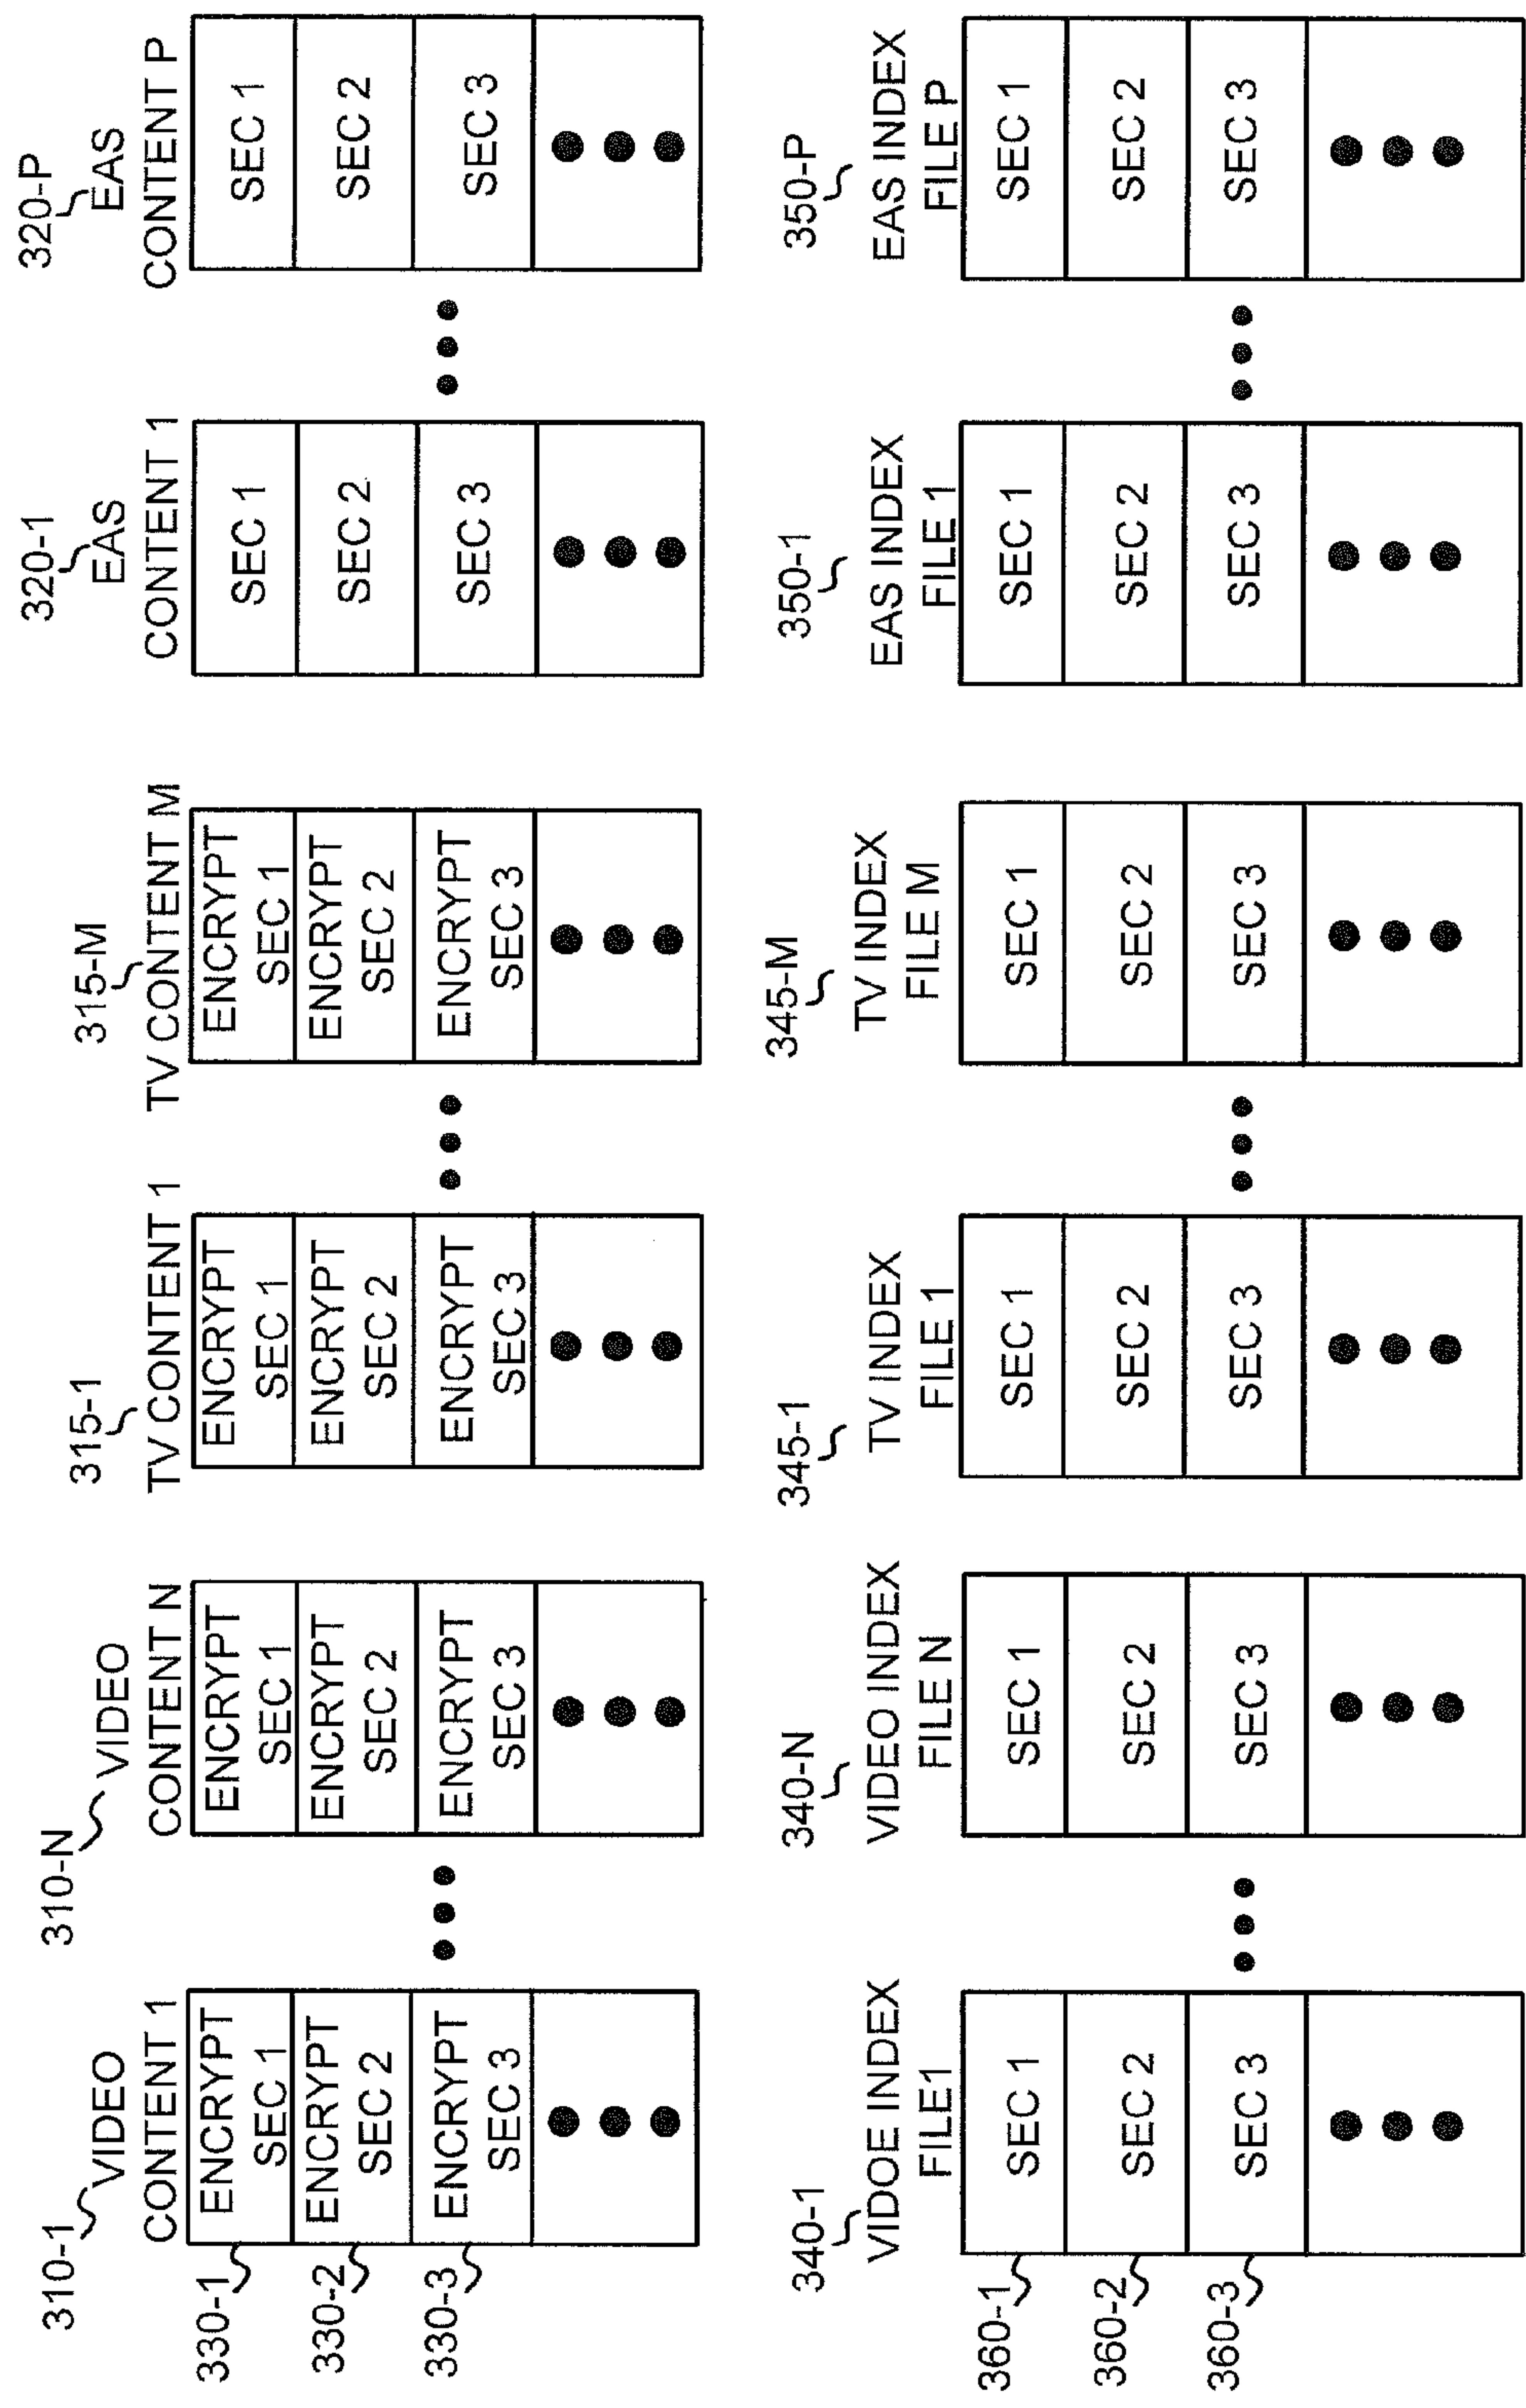 310-1
VIDEO
CONTENT 1
330-1
ENCRYPT
SEC 1
330-2
ENCRYPT
SEC 2
330-3
ENCRYPT
SEC 3
310-N
VIDEO
CONTENT N
ENCRYPT
SEC 1
ENCRYPT
SEC 2
ENCRYPT
SEC 3
315-1
TV CONTENT 1
ENCRYPT
SEC 1
ENCRYPT
SEC 2
ENCRYPT
SEC 3
315-M
TV CONTENT M
ENCRYPT
SEC 1
ENCRYPT
SEC 2
ENCRYPT
SEC 3
320-1
EAS
CONTENT 1
SEC 1
SEC 2
SEC 3
320-P
EAS
CONTENT P
SEC 1
SEC 2
SEC 3
340-1
VIDOE INDEX
FILE1
360-1
SEC 1
360-2
SEC 2
360-3
SEC 3
340-N
VIDEO INDEX
FILE N
SEC 1
SEC 2
SEC 3
345-1
TV INDEX
FILE 1
SEC 1
SEC 2
SEC 3
345-M
TV INDEX
FILE M
SEC 1
SEC 2
SEC 3
350-1
EAS INDEX
FILE 1
SEC 1
SEC 2
SEC 3
350-P
EAS INDEX
FILE P
SEC 1
SEC 2
SEC 3